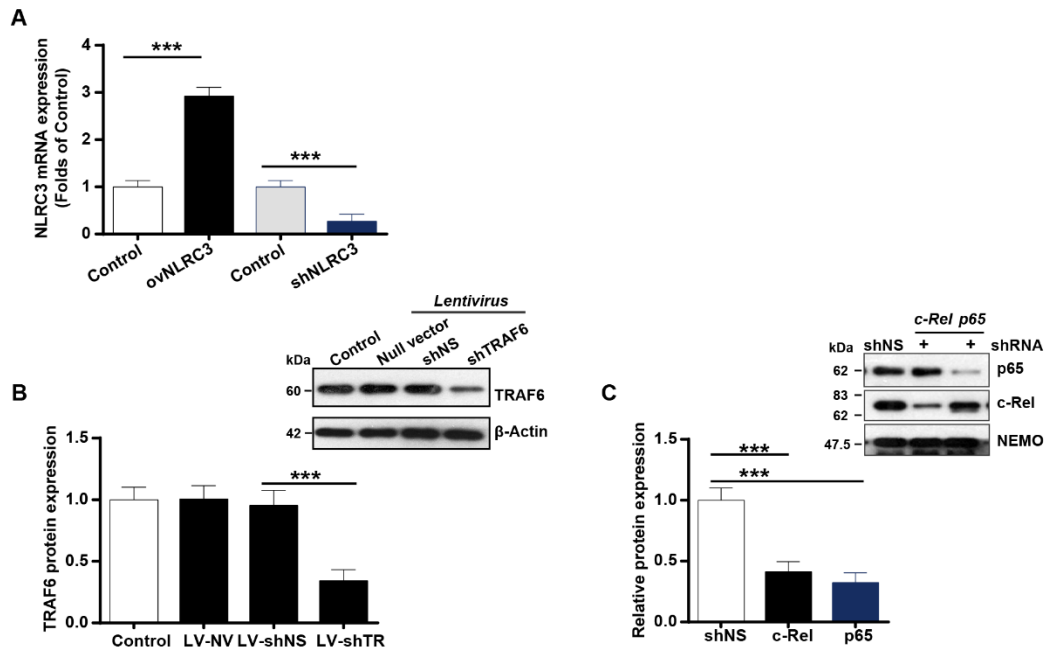 A
NLRC3 mRNA expression
(Folds of Control)
4
3
2
1
0
***
***
Control
ovNLRC3
Control
shNLRC3
Lentivirus
Control
Null vector
shNS
shTRAF6
kDa
60
TRAF6
42
β-Actin
B
TRAF6 protein expression
1.5
1.0
0.5
0.0
***
Control LV-NV LV-shNS LV-shTR
c-Rel p65
kDa shNS + + shRNA
62 p65
83
62
c-Rel
47.5 NEMO
C
Relative protein expression
1.5
1.0
0.5
0.0
***
***
shNS c-Rel p65